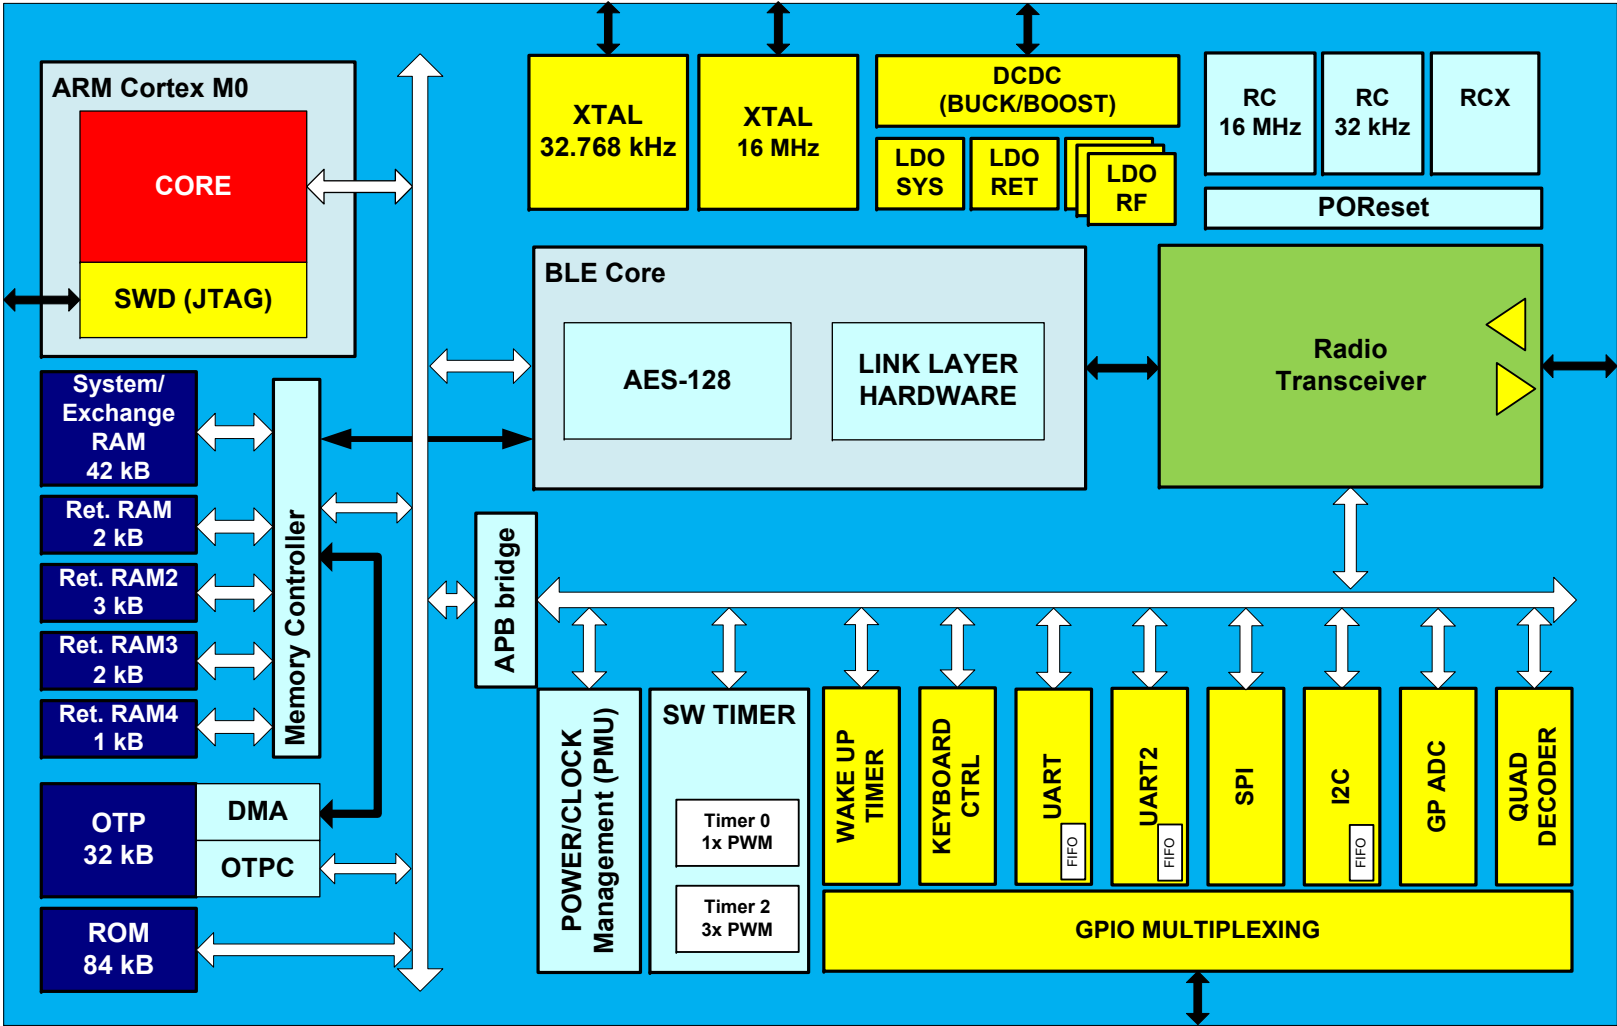 ARM Cortex M0
CORE
SWD (JTAG)
XTAL
32.768 kHz
XTAL
16 MHz
DCDC
(BUCK/BOOST)
LDO
SYS
LDO
RET
LDO
RF
RC
16 MHz
RC
32 kHz
RCX
POReset
BLE Core
AES-128
LINK LAYER
HARDWARE
Radio
Transceiver
System/
Exchange
RAM
42 kB
Ret. RAM
2 kB
Ret. RAM2
3 kB
Ret. RAM3
2 kB
Ret. RAM4
1 kB
Memory Controller
OTP
32 kB
DMA
OTPC
ROM
84 kB
APB bridge
POWER/CLOCK
Management (PMU)
SW TIMER
Timer 0
1x PWM
Timer 2
3x PWM
WAKE UP
TIMER
KEYBOARD
CTRL
UART
FIFO
UART2
FIFO
SPI
I2C
FIFO
GP ADC
QUAD
DECODER
GPIO MULTIPLEXING